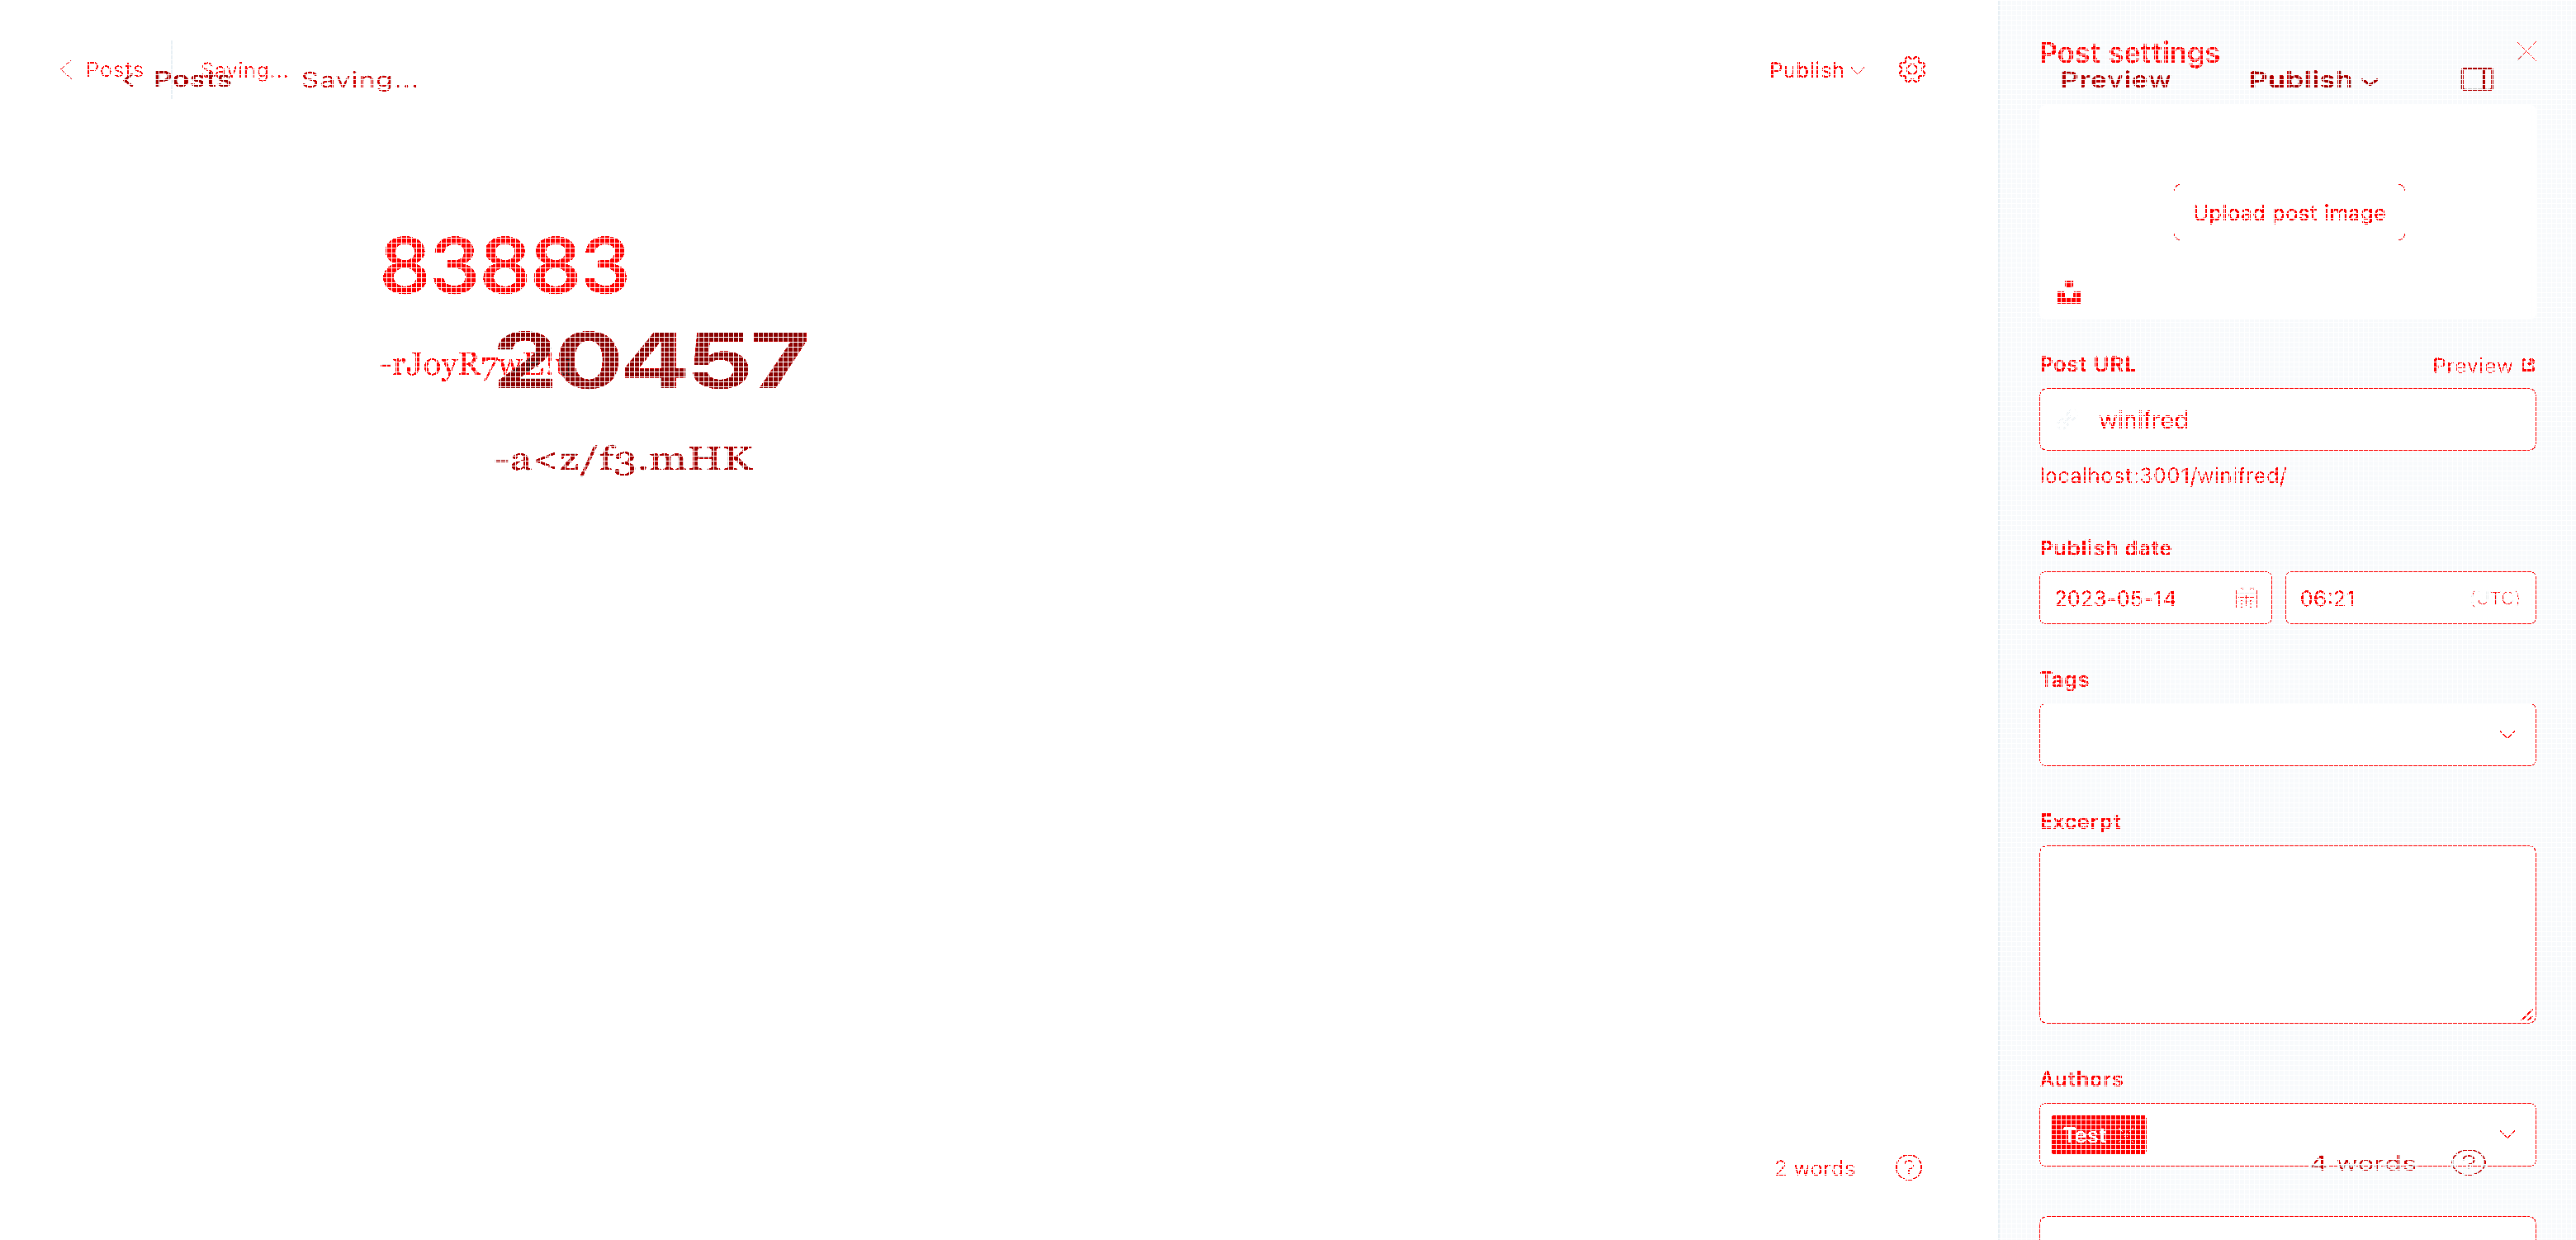 Posts
Saving...
Posts
Saving...
Publish
Post settings
Preview
Publish
Upload post image
83883
20457
Post URL
Preview
winifred
-a<z/f3.mHK
localhost:3001/winifred/
Publish date
2023-05-14
06:21
(UTC)
Tags
Excerpt
Authors
Test
2 words
4 words